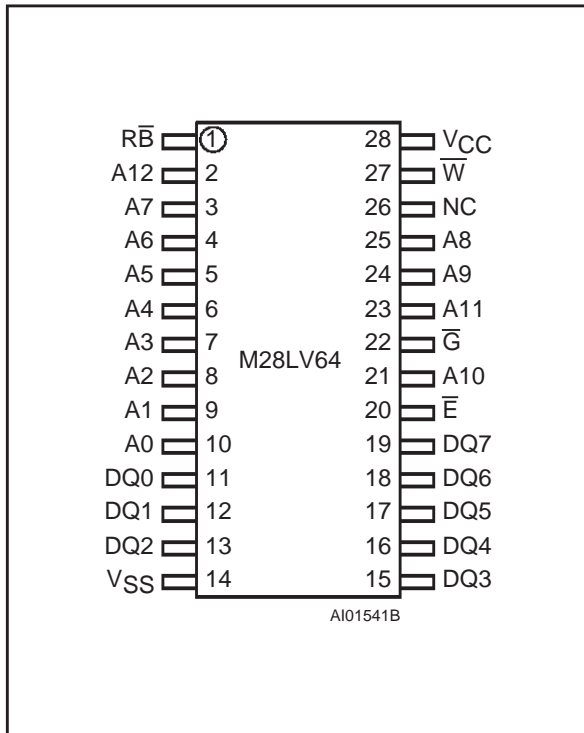 RB̅ 1 28 VCC
A12 2 27 W̅
A7 3 26 NC
A6 4 25 A8
A5 5 24 A9
A4 6 23 A11
A3 7 22 G̅
M28LV64
A2 8 21 A10
A1 9 20 E̅
A0 10 19 DQ7
DQ0 11 18 DQ6
DQ1 12 17 DQ5
DQ2 13 16 DQ4
VSS 14 15 DQ3
AI01541B